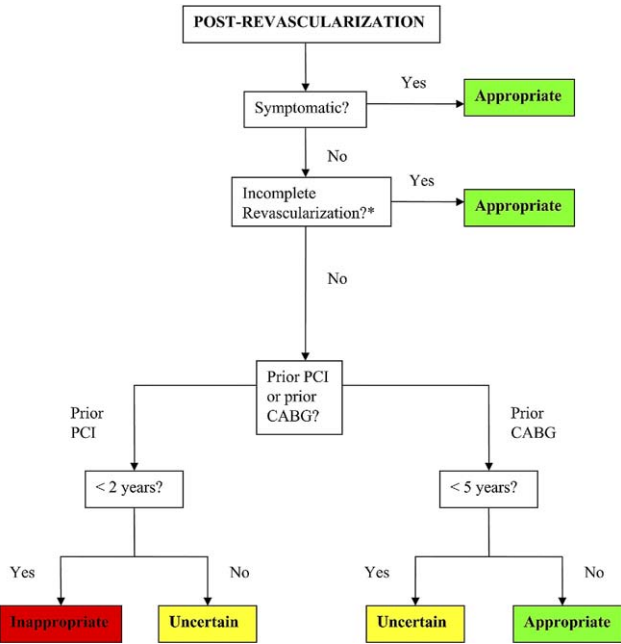 POST-REVASCULARIZATION
Yes
Symptomatic?
Appropriate
No
Yes
Incomplete
Revascularization?*
Appropriate
No
Prior PCI
or prior
CABG?
Prior
PCI
Prior
CABG
< 2 years?
< 5 years?
Yes
No
Yes
No
Inappropriate
Uncertain
Uncertain
Appropriate